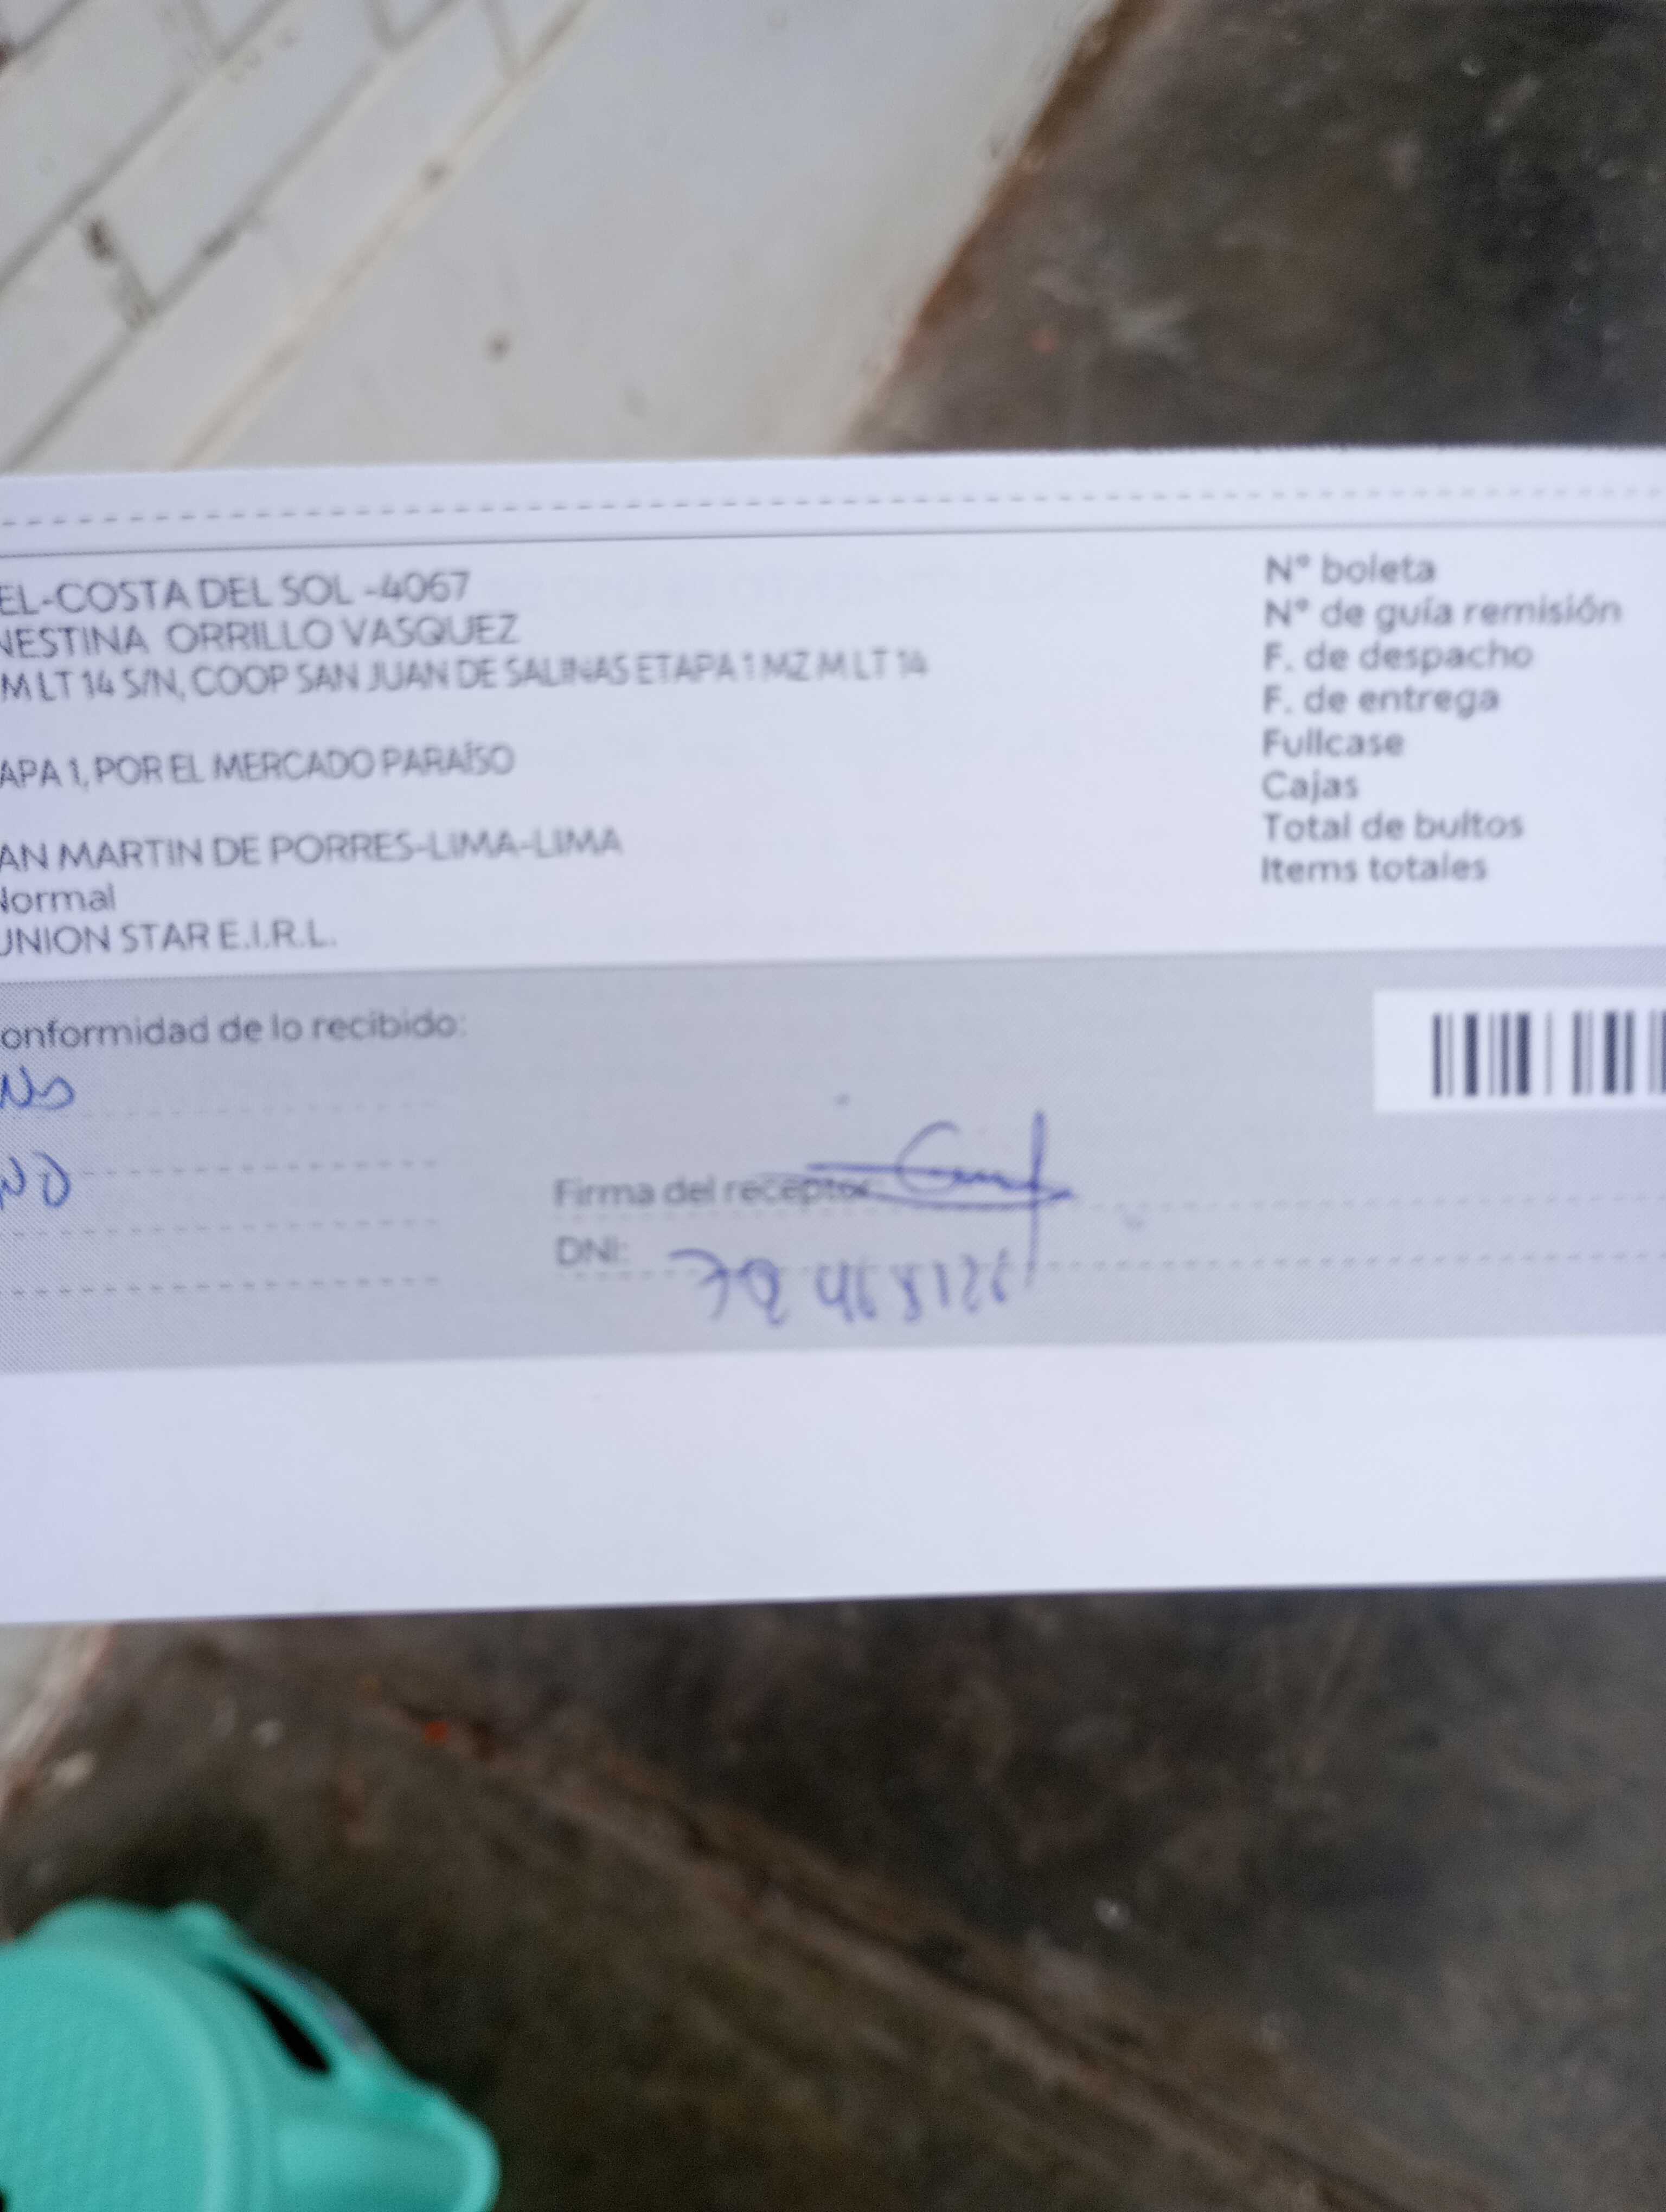 EL-COSTA DEL SOL -4067
NESTINA ORRILLO VASQUEZ
M LT 14 S/N, COOP SAN JUAN DE SALINAS ETAPA 1 MZ M LT 14
APA 1, POR EL MERCADO PARAÍSO
AN MARTIN DE PORRES-LIMA-LIMA
Normal
UNION STAR E.I.R.L.
N° boleta
N° de guía remisión
F. de despacho
F. de entrega
Fullcase
Cajas
Total de bultos
Items totales
onformidad de lo recibido:
NO
Firma del receptor
DNI: 72468126